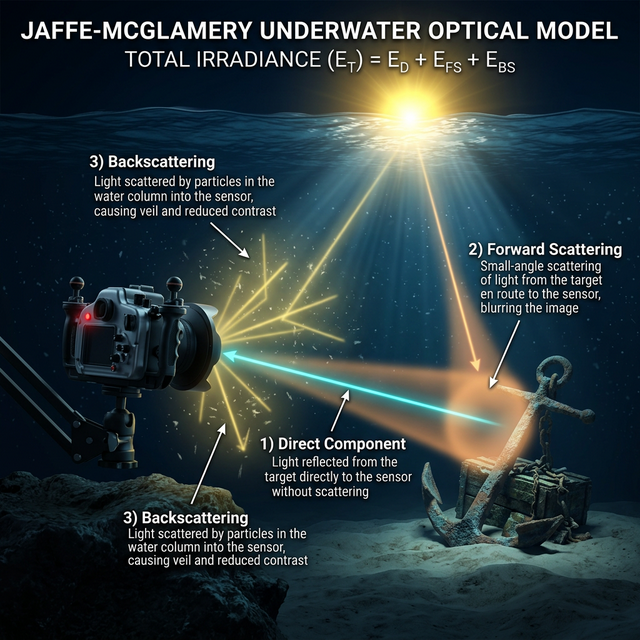 JAFFE-MCGLAMERY UNDERWATER OPTICAL MODEL
TOTAL IRRADIANCE (E_T) = E_D + E_FS + E_BS
3) Backscattering
Light scattered by particles in the
water column into the sensor,
causing veil and reduced contrast
2) Forward Scattering
Small-angle scattering
of light from the target
en route to the sensor,
blurring the image
1) Direct Component
Light reflected from the
target directly to the sensor
without scattering
3) Backscattering
Light scattered by particles in the
water column into the sensor,
causing veil and reduced contrast